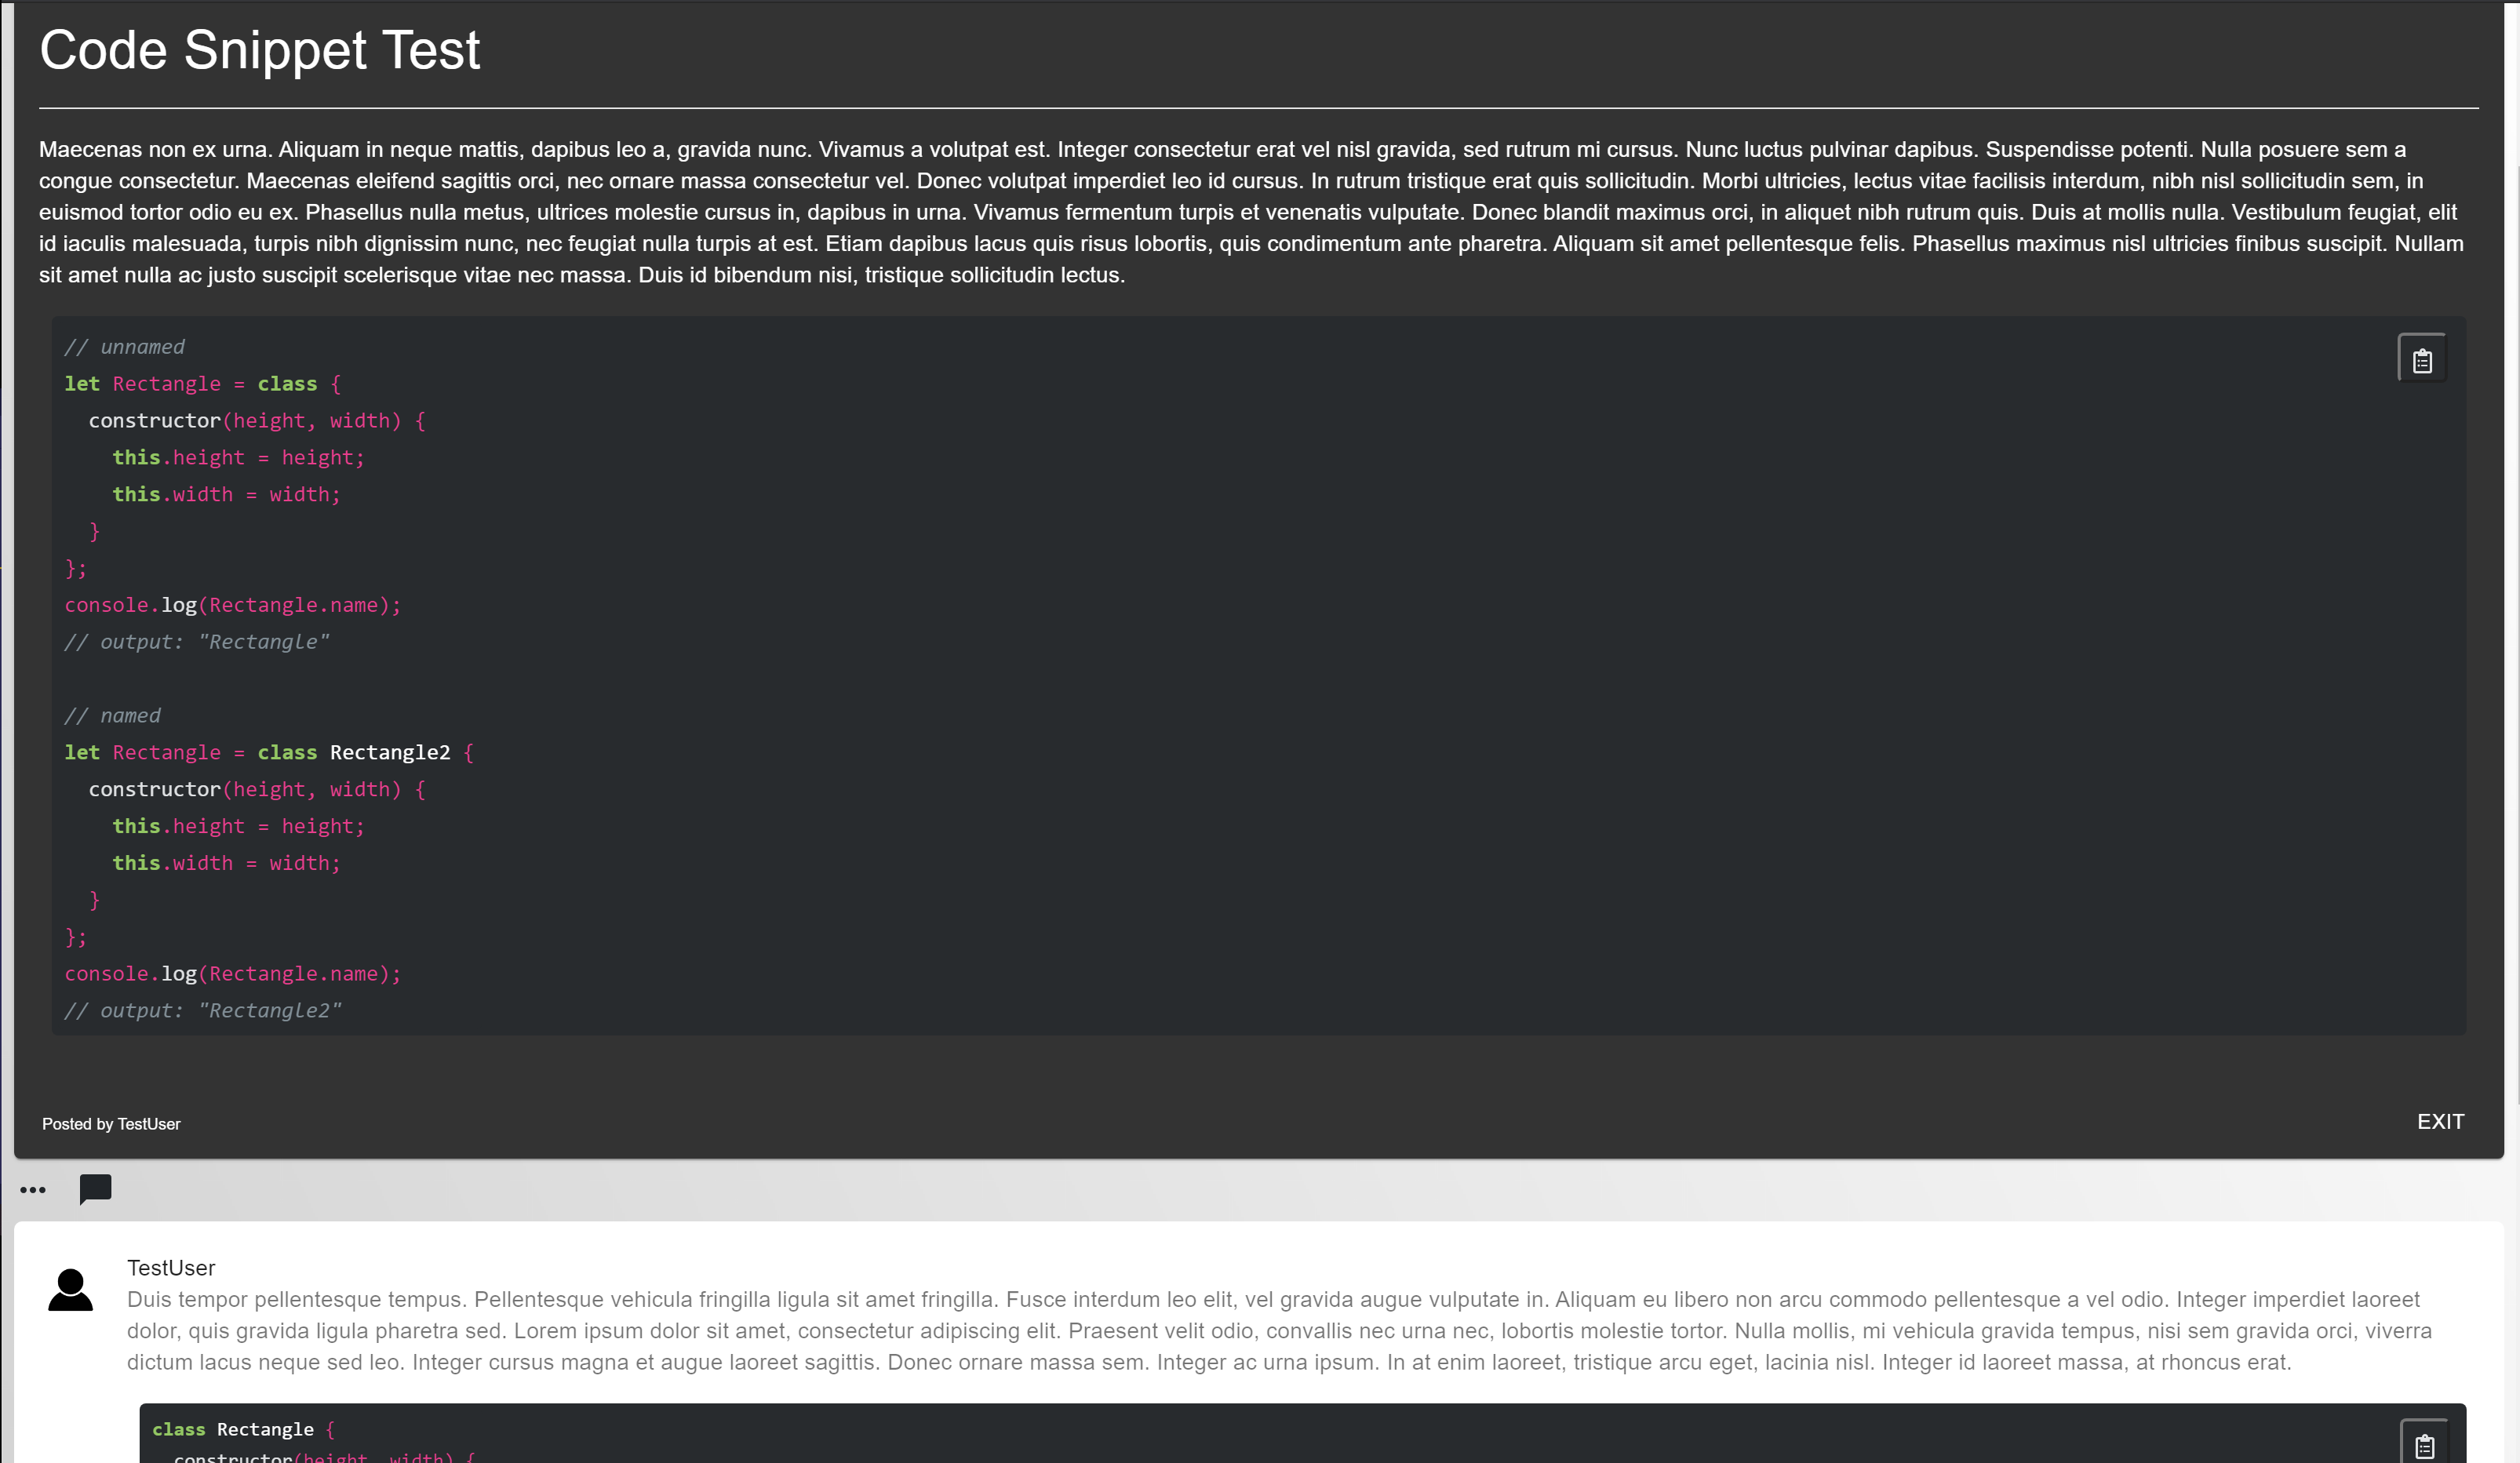 Code Snippet Test
Maecenas non ex urna. Aliquam in neque mattis, dapibus leo a, gravida nunc. Vivamus a volutpat est. Integer consectetur erat vel nisl gravida, sed rutrum mi cursus. Nunc luctus pulvinar dapibus. Suspendisse potenti. Nulla posuere sem a
congue consectetur. Maecenas eleifend sagittis orci, nec ornare massa consectetur vel. Donec volutpat imperdiet leo id cursus. In rutrum tristique erat quis sollicitudin. Morbi ultricies, lectus vitae facilisis interdum, nibh nisl sollicitudin sem, in
euismod tortor odio eu ex. Phasellus nulla metus, ultrices molestie cursus in, dapibus in urna. Vivamus fermentum turpis et venenatis vulputate. Donec blandit maximus orci, in aliquet nibh rutrum quis. Duis at mollis nulla. Vestibulum feugiat, elit
id iaculis malesuada, turpis nibh dignissim nunc, nec feugiat nulla turpis at est. Etiam dapibus lacus quis risus lobortis, quis condimentum ante pharetra. Aliquam sit amet pellentesque felis. Phasellus maximus nisl ultricies finibus suscipit. Nullam
sit amet nulla ac justo suscipit scelerisque vitae nec massa. Duis id bibendum nisi, tristique sollicitudin lectus.
// unnamed
let Rectangle = class {
  constructor(height, width) {
    this.height = height;
    this.width = width;
  }
};
console.log(Rectangle.name);
// output: "Rectangle"
// named
let Rectangle = class Rectangle2 {
  constructor(height, width) {
    this.height = height;
    this.width = width;
  }
};
console.log(Rectangle.name);
// output: "Rectangle2"
Posted by TestUser
EXIT
TestUser
Duis tempor pellentesque tempus. Pellentesque vehicula fringilla ligula sit amet fringilla. Fusce interdum leo elit, vel gravida augue vulputate in. Aliquam eu libero non arcu commodo pellentesque a vel odio. Integer imperdiet laoreet
dolor, quis gravida ligula pharetra sed. Lorem ipsum dolor sit amet, consectetur adipiscing elit. Praesent velit odio, convallis nec urna nec, lobortis molestie tortor. Nulla mollis, mi vehicula gravida tempus, nisi sem gravida orci, viverra
dictum lacus neque sed leo. Integer cursus magna et augue laoreet sagittis. Donec ornare massa sem. Integer ac urna ipsum. In at enim laoreet, tristique arcu eget, lacinia nisl. Integer id laoreet massa, at rhoncus erat.
class Rectangle {
  constructor(height, width) {